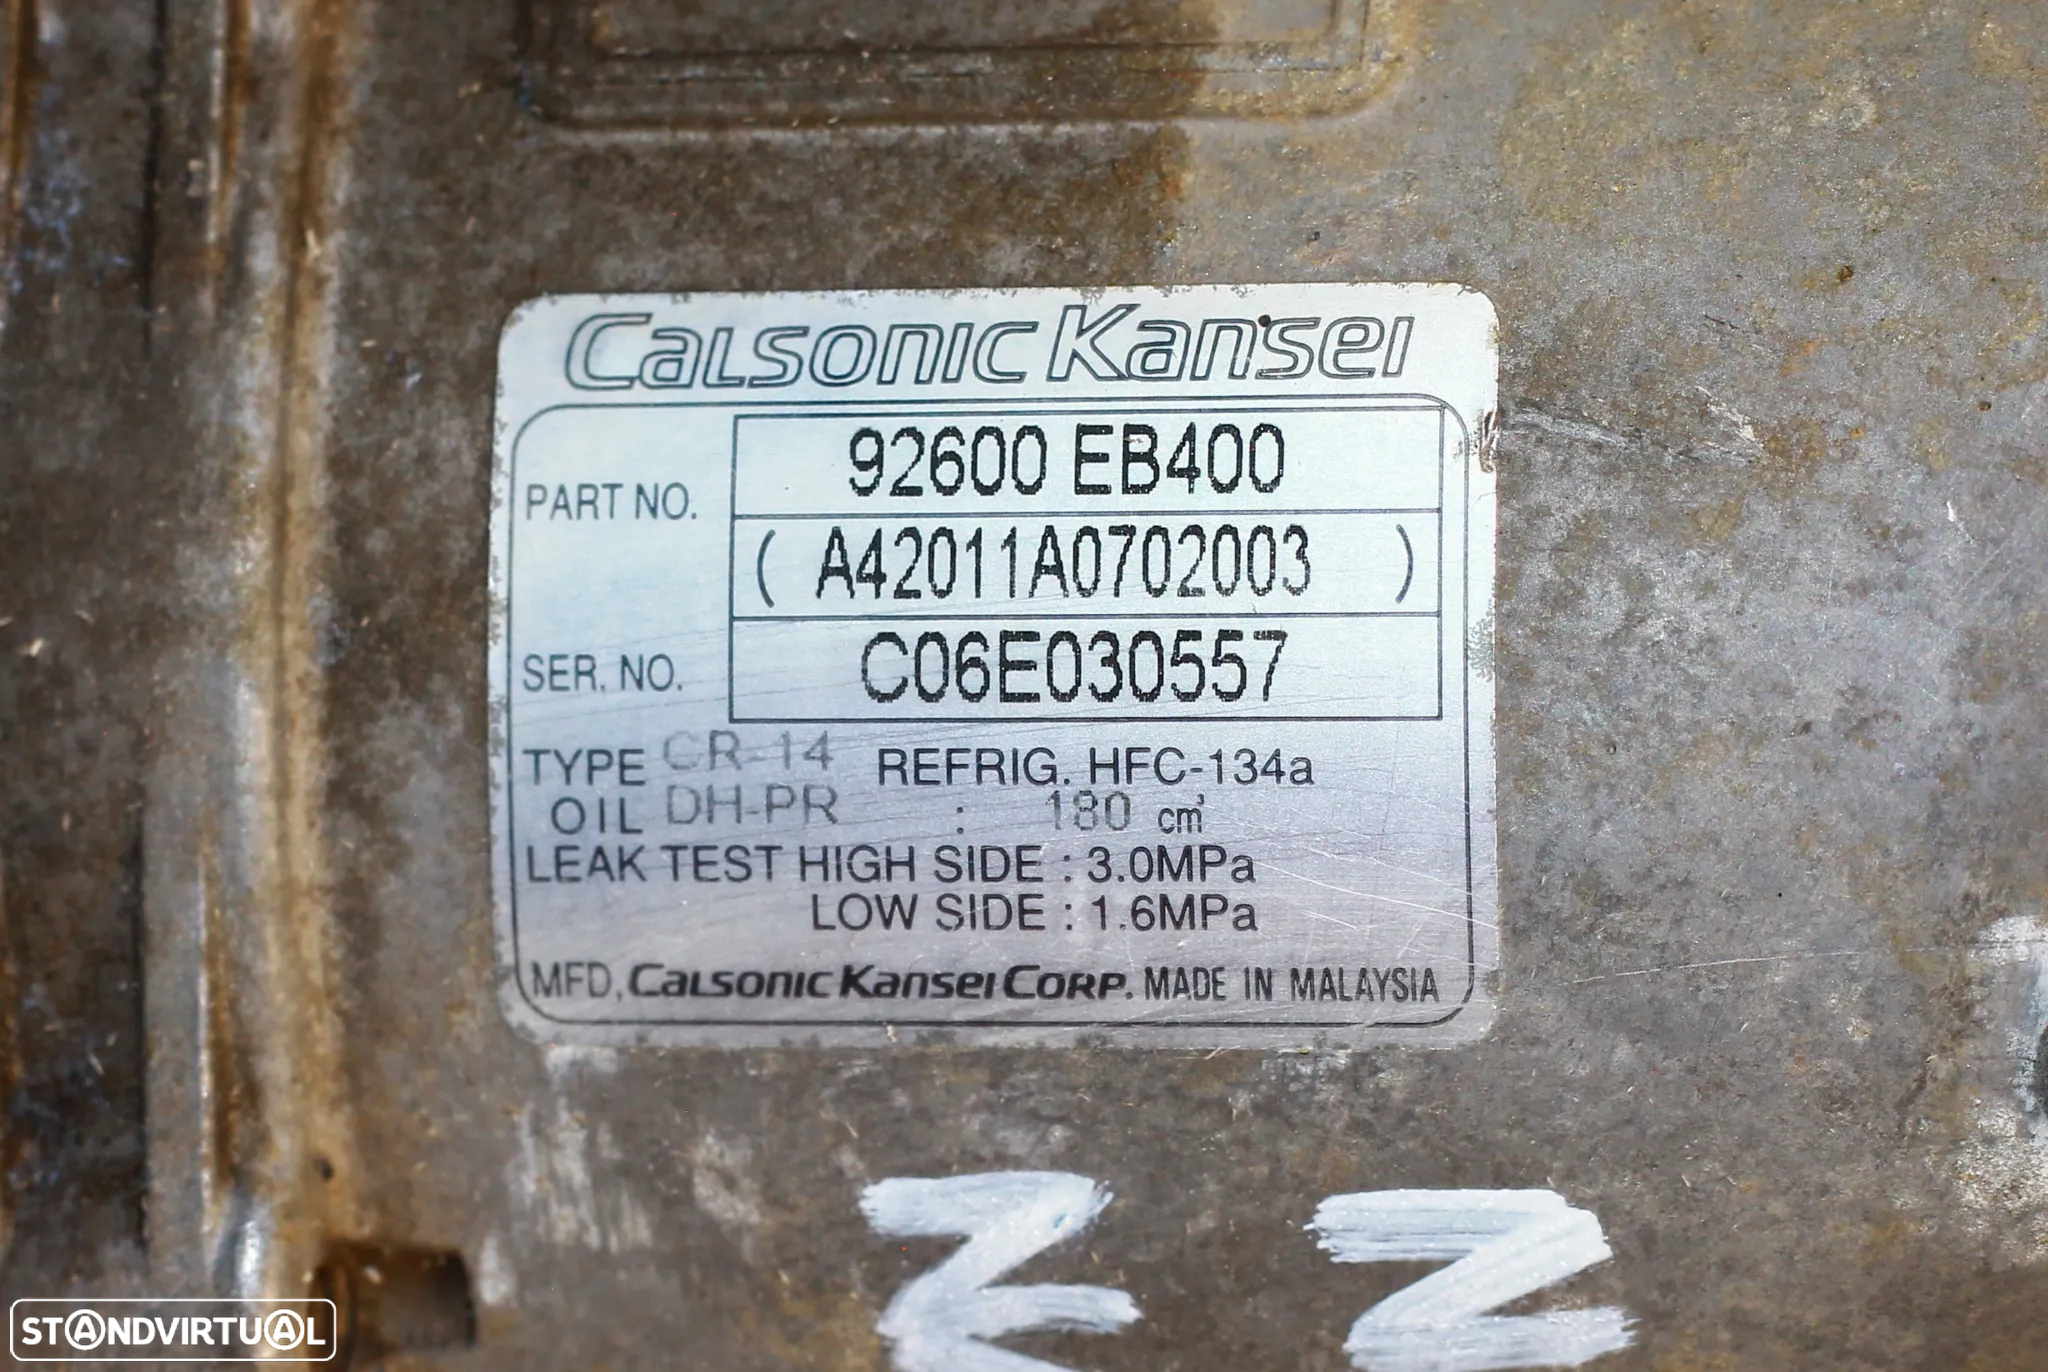 Calsonic Kansei
PART NO. 92600 EB400
( A42011A0702003 )
SER. NO. C06E030557
TYPE CR-14 REFRIG. HFC-134a
OIL DH-PR : 180 cm³
LEAK TEST HIGH SIDE : 3.0MPa
LOW SIDE : 1.6MPa
MFD. Calsonic Kansei Corp. MADE IN MALAYSIA
STANDVIRTUAL